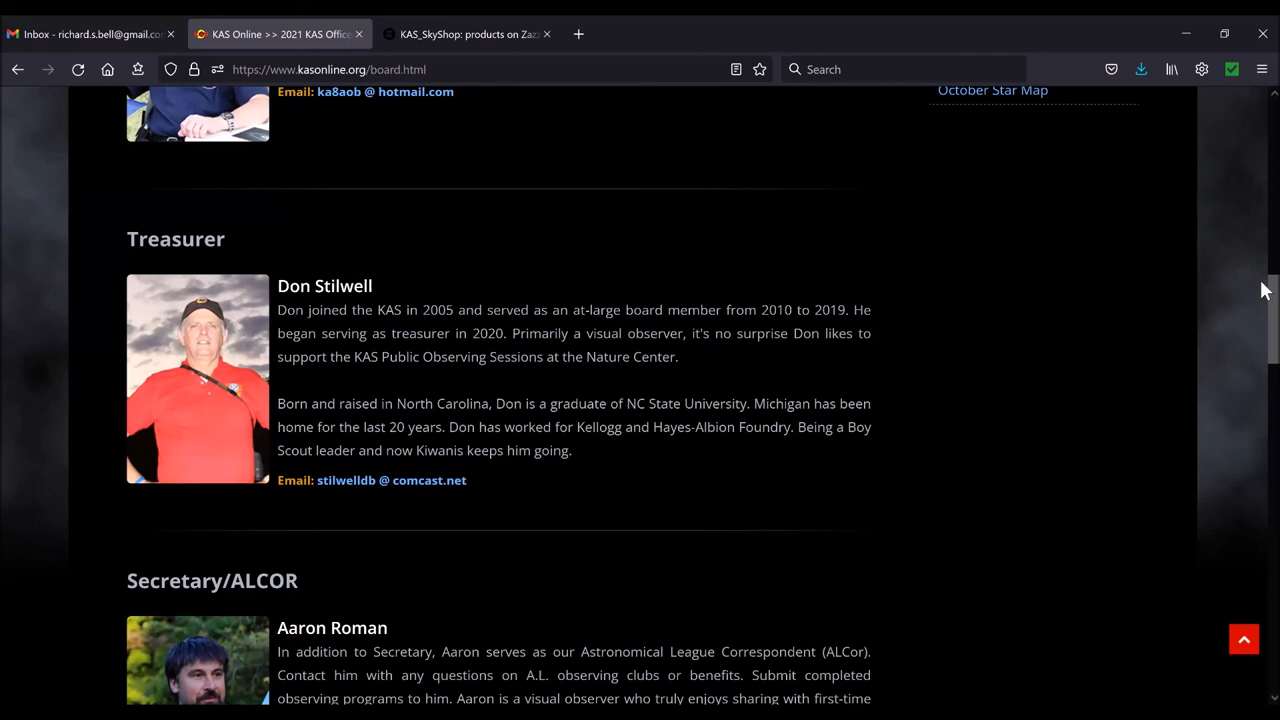 Inbox - richard.s.bell@gmail.co
KAS Online >> 2021 KAS Office
KAS_SkyShop: products on Zazz
https://www.kasonline.org/board.html
Search
Email: ka8aob @ hotmail.com
October Star Map
Treasurer
Don Stilwell
Don joined the KAS in 2005 and served as an at-large board member from 2010 to 2019. He
began serving as treasurer in 2020. Primarily a visual observer, it's no surprise Don likes to
support the KAS Public Observing Sessions at the Nature Center.
Born and raised in North Carolina, Don is a graduate of NC State University. Michigan has been
home for the last 20 years. Don has worked for Kellogg and Hayes-Albion Foundry. Being a Boy
Scout leader and now Kiwanis keeps him going.
Email: stilwelldb @ comcast.net
Secretary/ALCOR
Aaron Roman
In addition to Secretary, Aaron serves as our Astronomical League Correspondent (ALCor).
Contact him with any questions on A.L. observing clubs or benefits. Submit completed
observing programs to him. Aaron is a visual observer who truly enjoys sharing with first-time